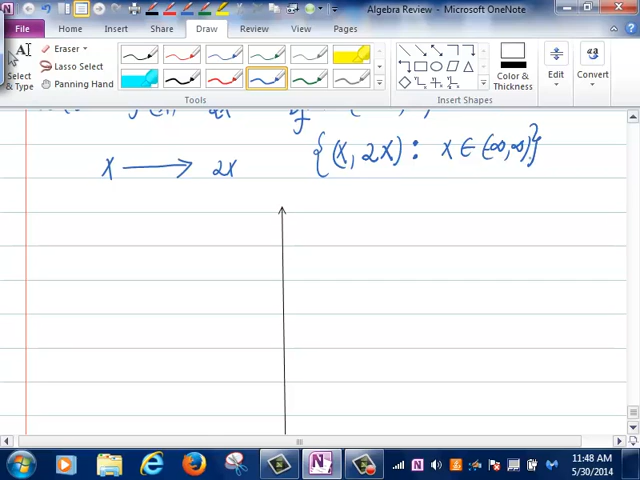 Algebra Review - Microsoft OneNote
File Home Insert Share Draw Review View Pages
Select & Type
Eraser
Lasso Select
Panning Hand
Tools
Insert Shapes
Color & Thickness
Edit
Convert
{(x, 2x) : x ∈ (∞, ∞)}
x → 2x
11:48 AM
5/30/2014